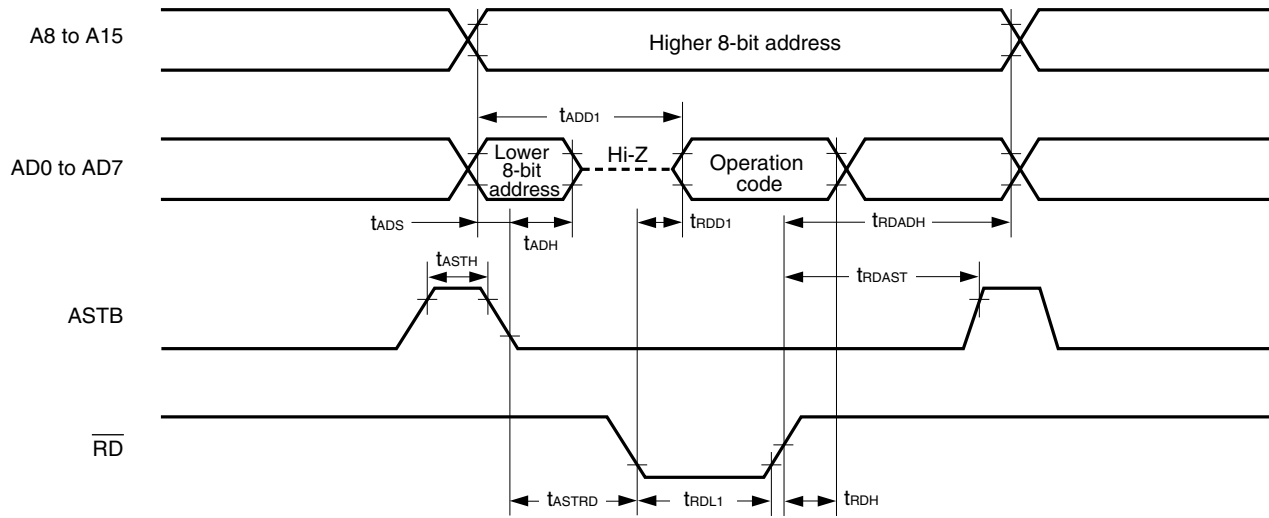 A8 to A15
Higher 8-bit address
tADD1
AD0 to AD7
Lower
8-bit
address
Hi-Z
Operation
code
tADS
tADH
tRDD1
tRDADH
tASTH
tRDAST
ASTB
RD
tASTRD
tRDL1
tRDH